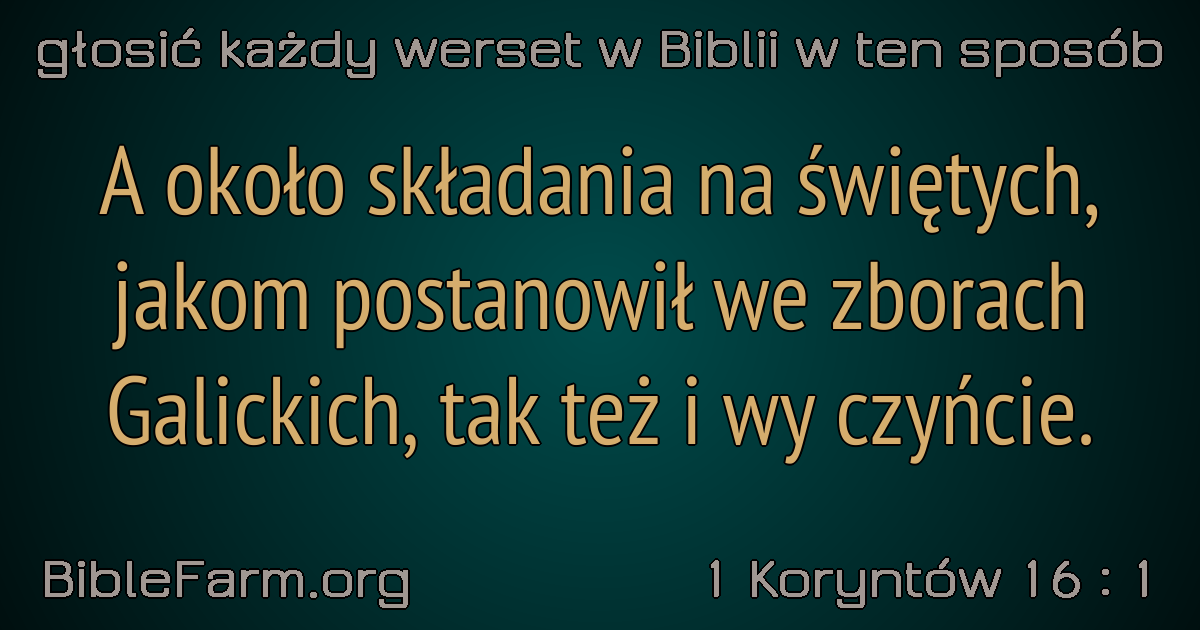 głosić każdy werset w Biblii w ten sposób
A około składania na świętych,
jakom postanowił we zborach
Galickich, tak też i wy czyńcie.
BibleFarm.org
1 Koryntów 16 : 1